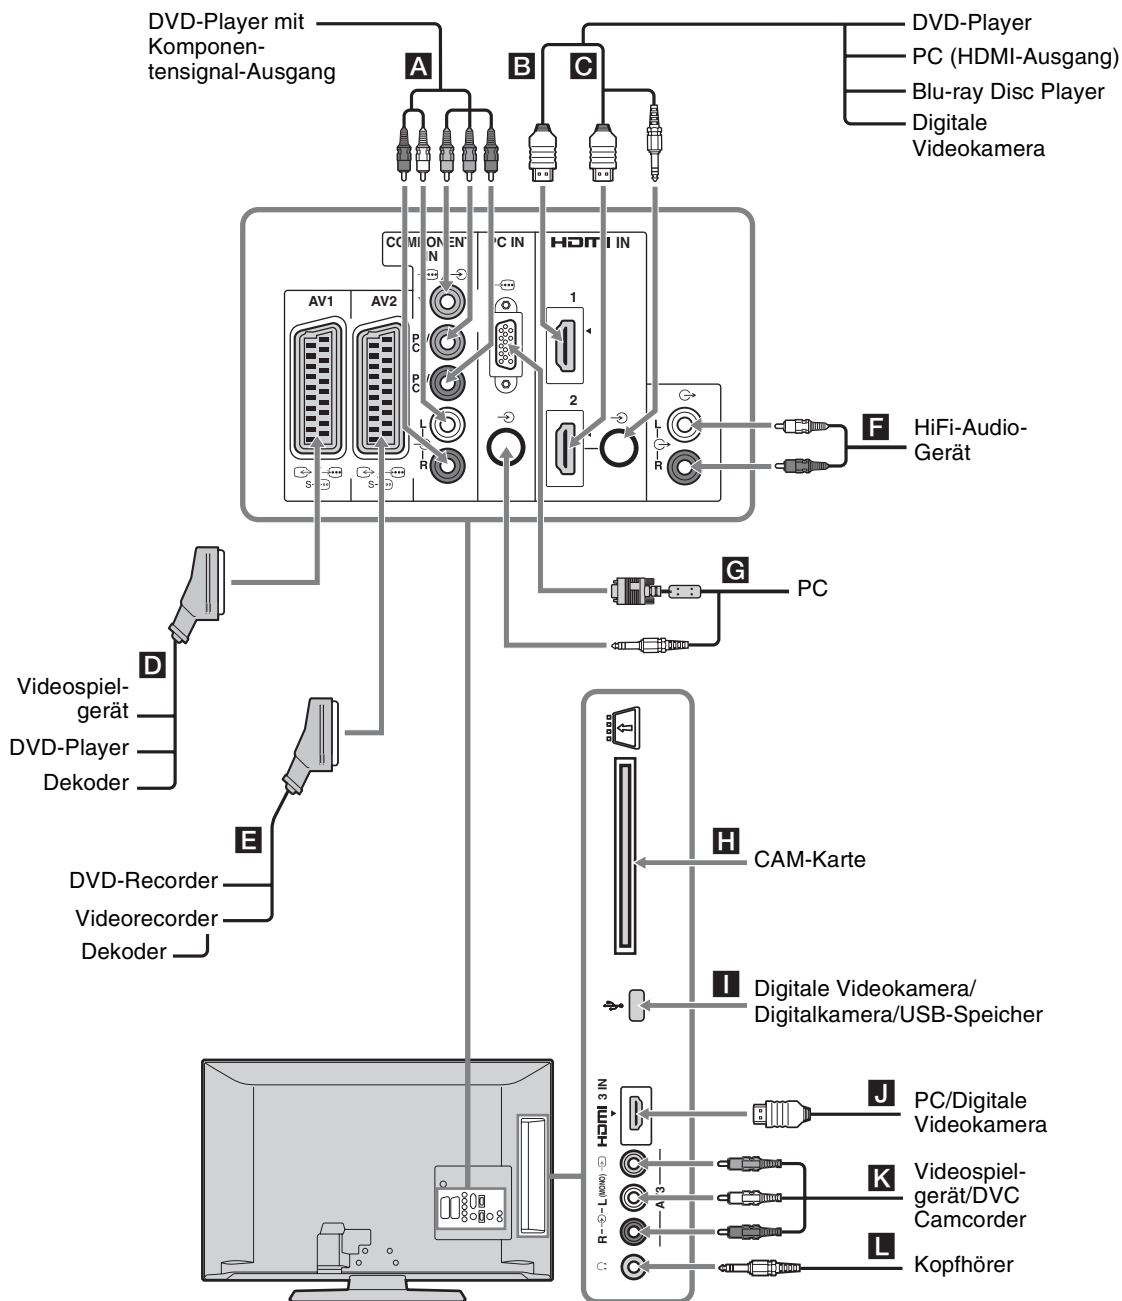 DVD-Player mit
Komponen-
tensignal-Ausgang
A
B
C
DVD-Player
PC (HDMI-Ausgang)
Blu-ray Disc Player
Digitale
Videokamera
COMPONENT
IN
PC IN
HDMI IN
AV1
AV2
1
2
L
R
L
R
S
S
F
HiFi-Audio-
Gerät
G
PC
D
Videospiel-
gerät
DVD-Player
Dekoder
E
DVD-Recorder
Videorecorder
Dekoder
H
CAM-Karte
I
Digitale Videokamera/
Digitalkamera/USB-Speicher
HDMI 3 IN
J
PC/Digitale
Videokamera
R
L (MONO)
K
Videospiel-
gerät/DVC
Camcorder
L
Kopfhörer